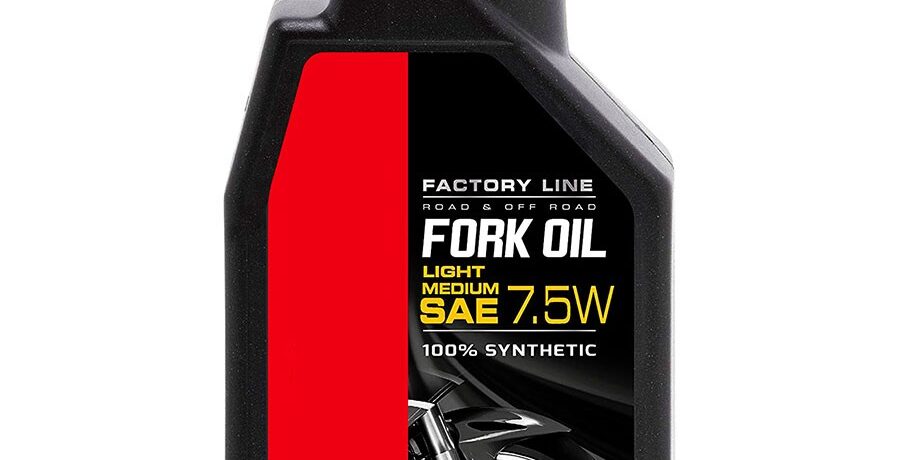 FACTORY LINE
ROAD & OFF ROAD
FORK OIL
LIGHT
MEDIUM
SAE 7.5W
100% SYNTHETIC